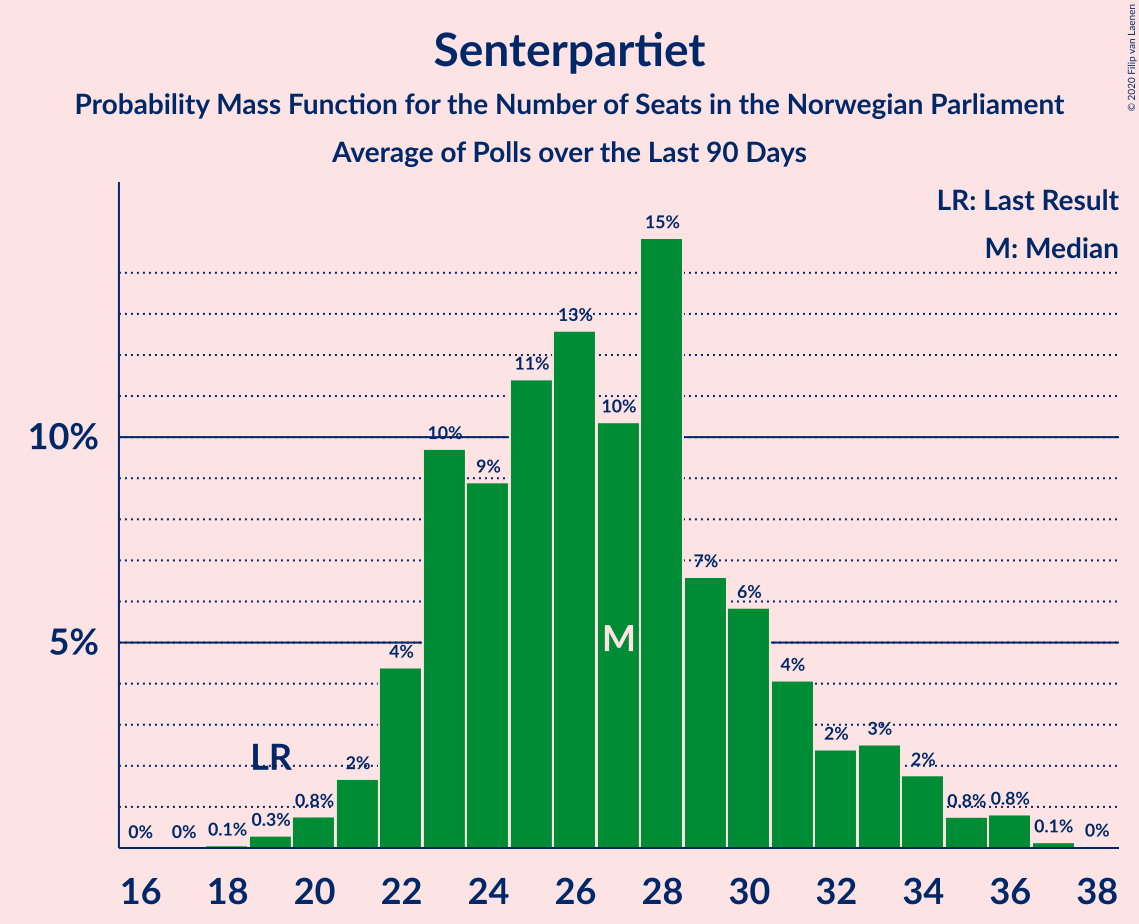 Senterpartiet
Probability Mass Function for the Number of Seats in the Norwegian Parliament
Average of Polls over the Last 90 Days
© 2020 Filip van Laenen
LR: Last Result
M: Median
10%
5%
0%
0%
0.1%
0.3%
0.8%
2%
4%
10%
9%
11%
13%
10%
15%
7%
6%
4%
2%
3%
2%
0.8%
0.8%
0.1%
0%
LR
M
16 18 20 22 24 26 28 30 32 34 36 38